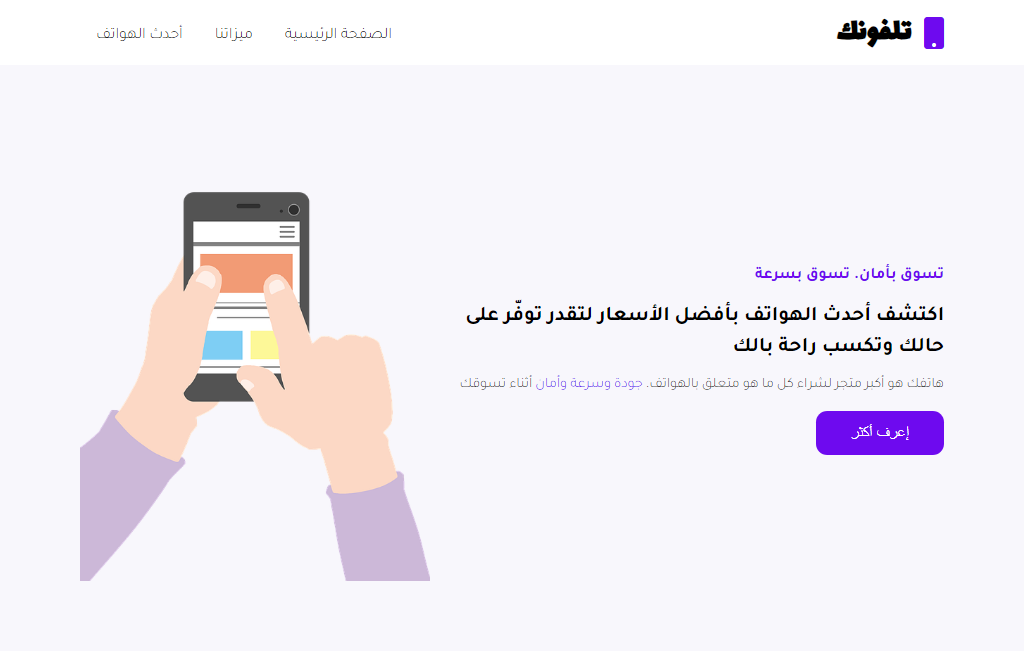 تلفونك
الصفحة الرئيسية
ميزاتنا
أحدث الهواتف
تسوق بأمان. تسوق بسرعة
اكتشف أحدث الهواتف بأفضل الأسعار لتقدر توفّر على
حالك وتكسب راحة بالك
هاتفك هو أكبر متجر لشراء كل ما هو متعلق بالهواتف. جودة وسرعة وأمان أثناء تسوقك
إعرف أكثر